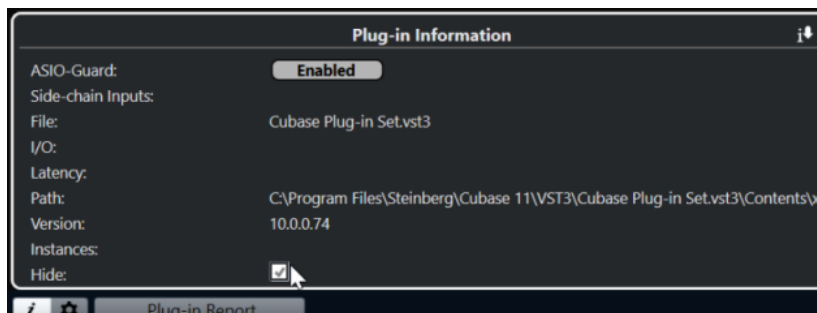 Plug-in Information
ASIO-Guard: Enabled
Side-chain Inputs:
File: Cubase Plug-in Set.vst3
I/O:
Latency:
Path: C:\Program Files\Steinberg\Cubase 11\VST3\Cubase Plug-in Set.vst3\Contents\x
Version: 10.0.0.74
Instances:
Hide:
i Plug-in Report